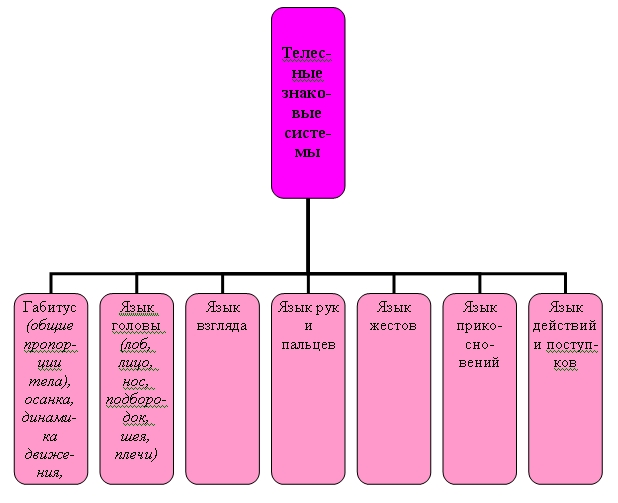 Телес-
ные
знако-
вые
систе-
мы
Габитус
(общие
пропор-
ции
тела),
осанка,
динами-
ка
движе-
ния,
Язык
головы
(лоб,
лицо,
нос,
подборо-
док,
шея,
плечи)
Язык
взгляда
Язык рук
и
пальцев
Язык
жестов
Язык
прико-
сно-
вений
Язык
действий
и поступ-
ков